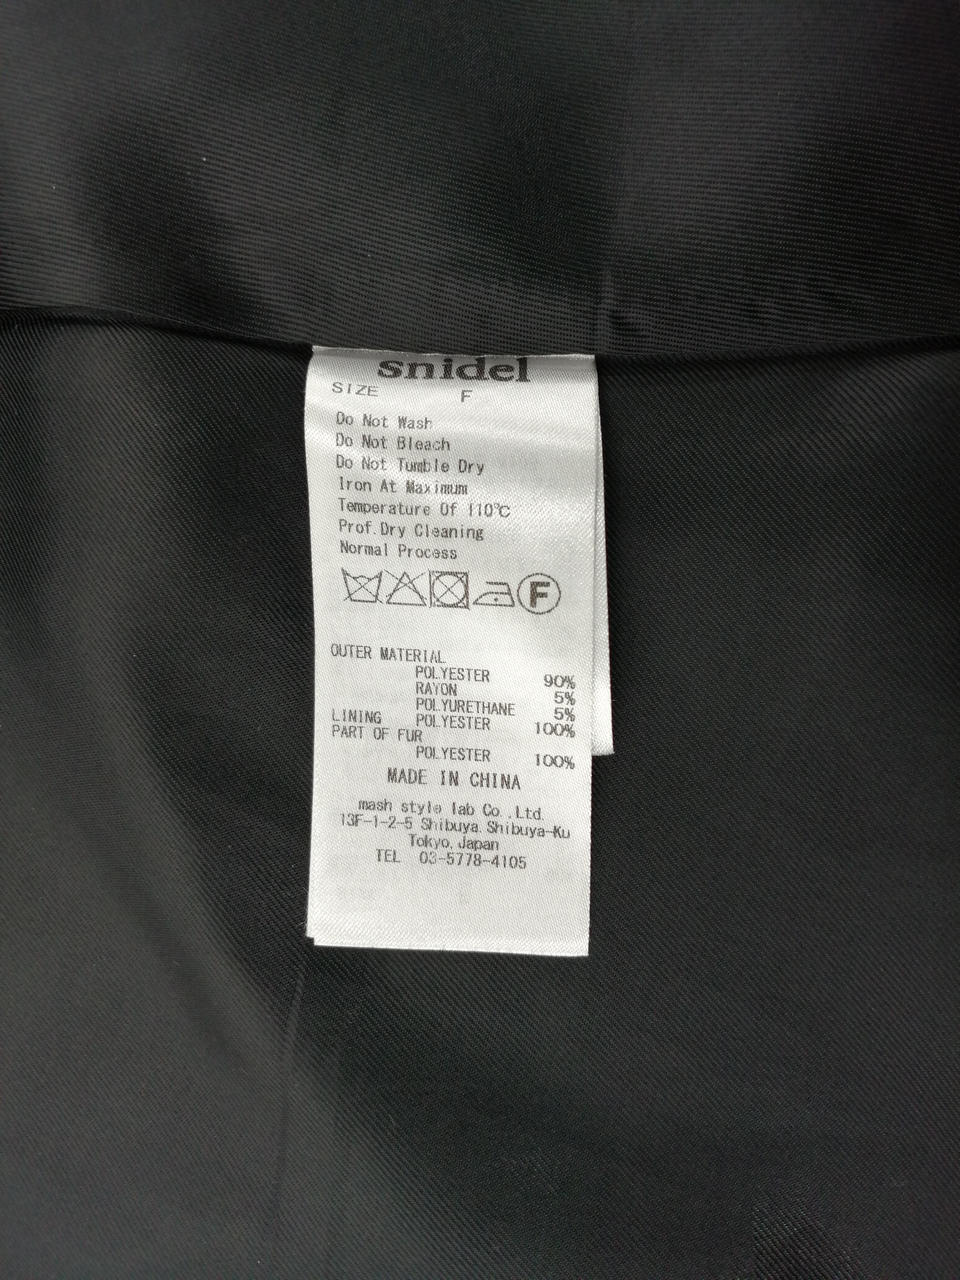 snidel
SIZE F
Do Not Wash
Do Not Bleach
Do Not Tumble Dry
Iron At Maximum
Temperature Of 110℃
Prof.Dry Cleaning
Normal Process
F
OUTER MATERIAL
POLYESTER 90%
RAYON 5%
POLYURETHANE 5%
LINING POLYESTER 100%
PART OF FUR
POLYESTER 100%
MADE IN CHINA
mash style lab Co.,Ltd.
13F-1-2-5 Shibuya.Shibuya-Ku
Tokyo,Japan
TEL 03-5778-4105